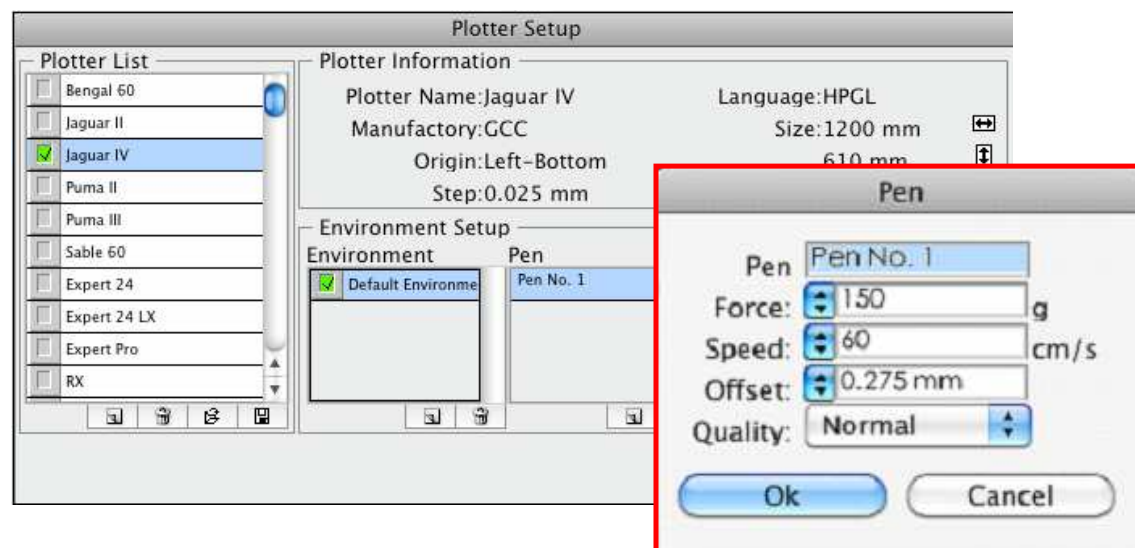 Plotter Setup
Plotter List
Bengal 60
Jaguar II
Jaguar IV
Puma II
Puma III
Sable 60
Expert 24
Expert 24 LX
Expert Pro
RX
Plotter Information
Plotter Name:Jaguar IV
Language:HPGL
Manufactory:GCC
Size:1200 mm
Origin:Left-Bottom
610 mm
Step:0.025 mm
Environment Setup
Environment
Pen
Default Environme
Pen No. 1
Pen
Pen Pen No. 1
Force: 150 g
Speed: 60 cm/s
Offset: 0.275 mm
Quality: Normal
Ok Cancel